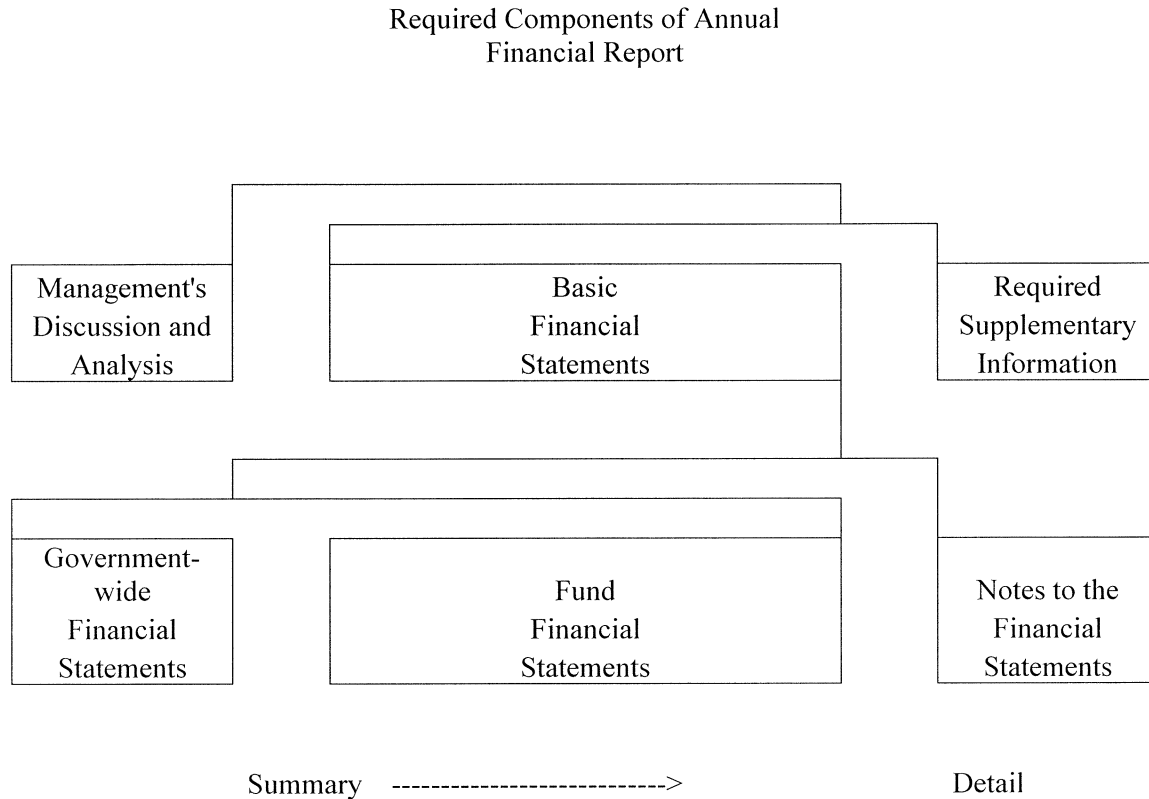 Required Components of Annual
Financial Report
Management's
Discussion and
Analysis
Basic
Financial
Statements
Required
Supplementary
Information
Government-
wide
Financial
Statements
Fund
Financial
Statements
Notes to the
Financial
Statements
Summary ---------------------------> Detail